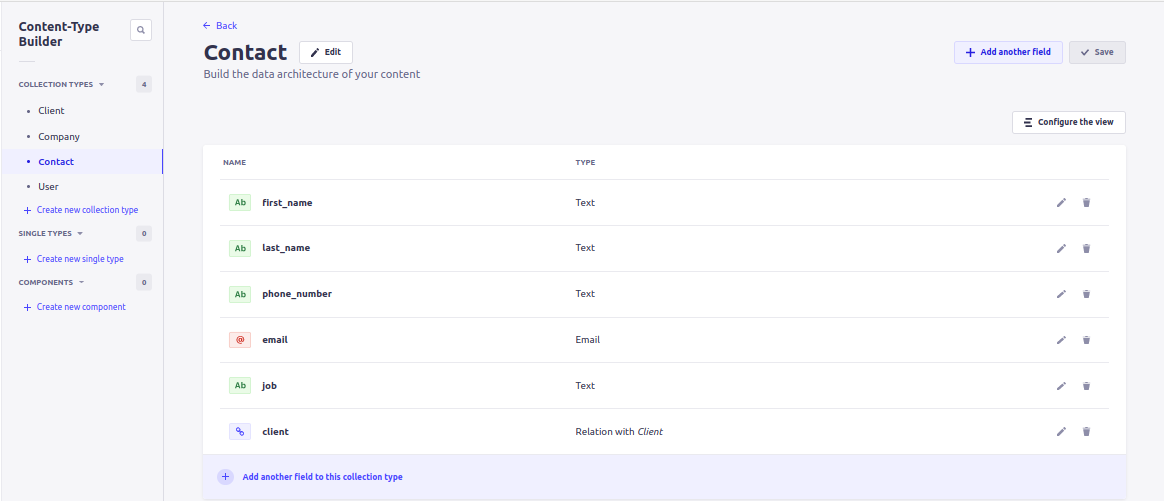 Content-Type
Builder
COLLECTION TYPES
4
Client
Company
Contact
User
Create new collection type
SINGLE TYPES
0
Create new single type
COMPONENTS
0
Create new component
Back
Contact
Edit
Build the data architecture of your content
Add another field
Save
Configure the view
NAME TYPE
Ab first_name Text
Ab last_name Text
Ab phone_number Text
@ email Email
Ab job Text
client Relation with Client
Add another field to this collection type